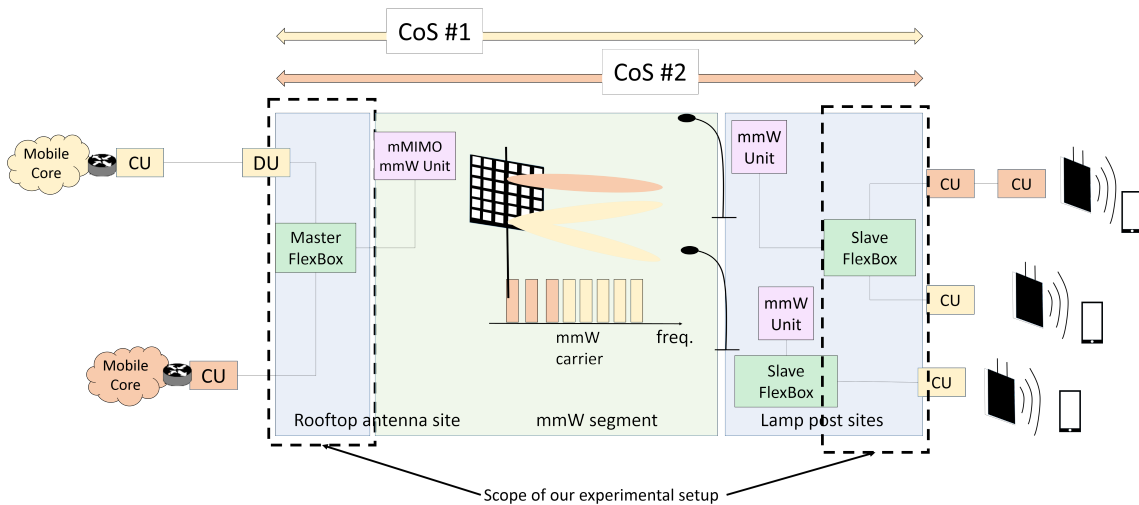 CoS #1
CoS #2
Mobile
Core
CU
DU
mMIMO
mmW Unit
mmW
Unit
CU
CU
Master
FlexBox
Slave
FlexBox
mmW
Unit
CU
mmW
carrier
freq.
Mobile
Core
CU
Slave
FlexBox
CU
Rooftop antenna site
mmW segment
Lamp post sites
Scope of our experimental setup